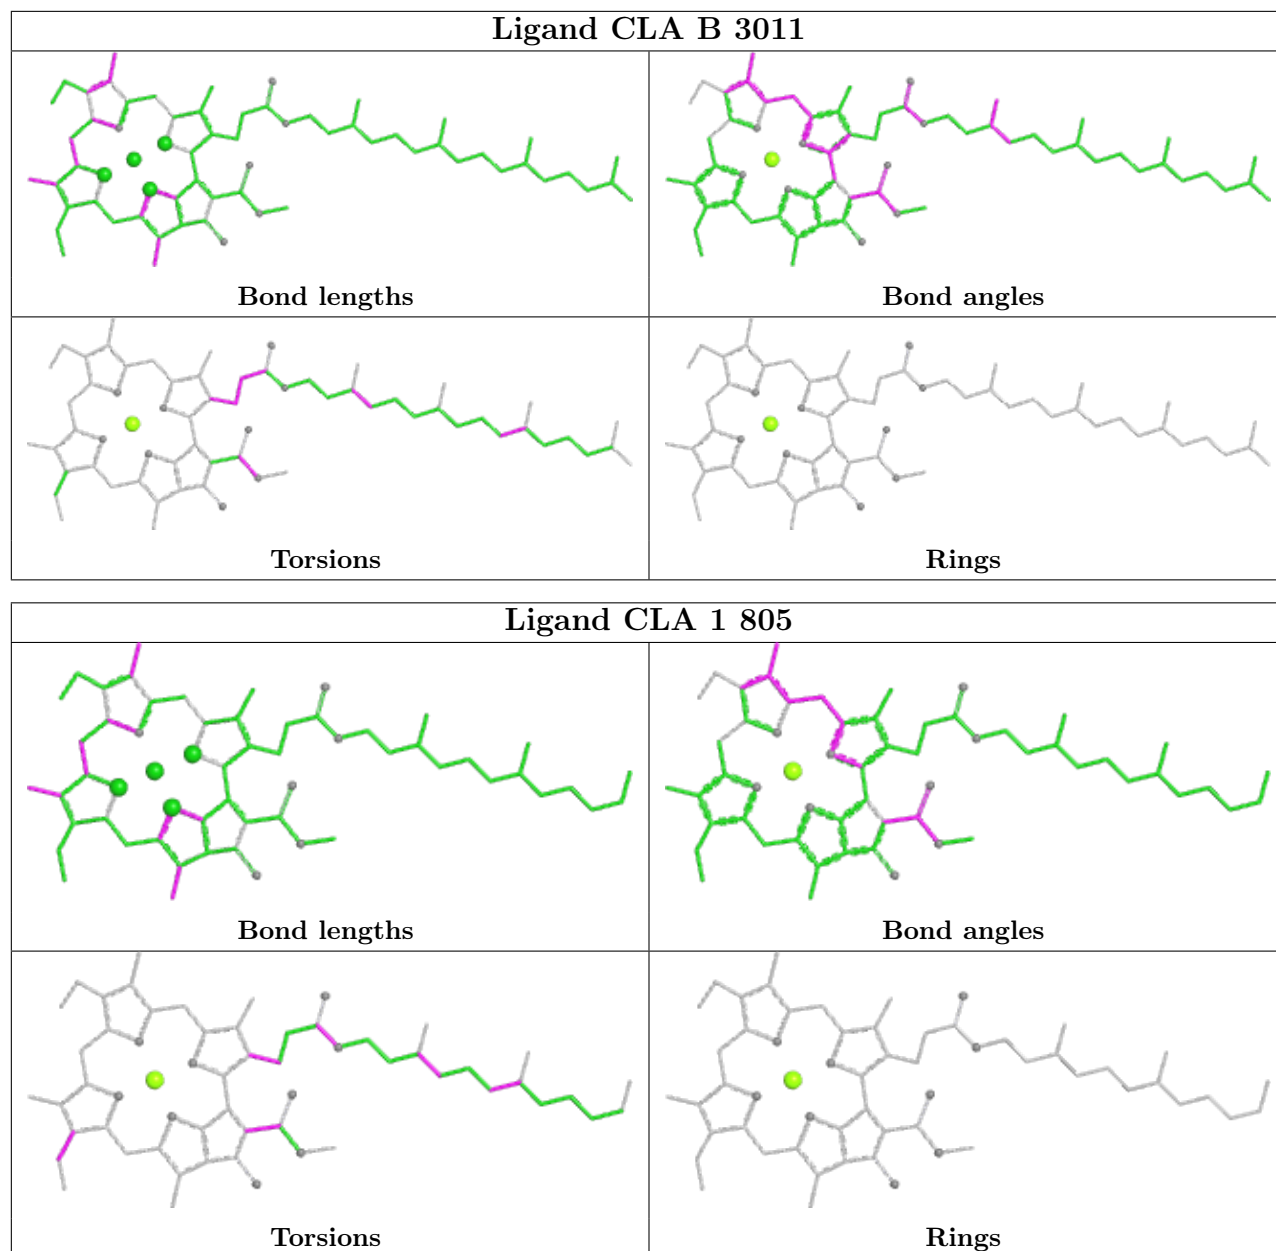 Ligand CLA B 3011
Bond lengths
Bond angles
Torsions
Rings
Ligand CLA 1 805
Bond lengths
Bond angles
Torsions
Rings